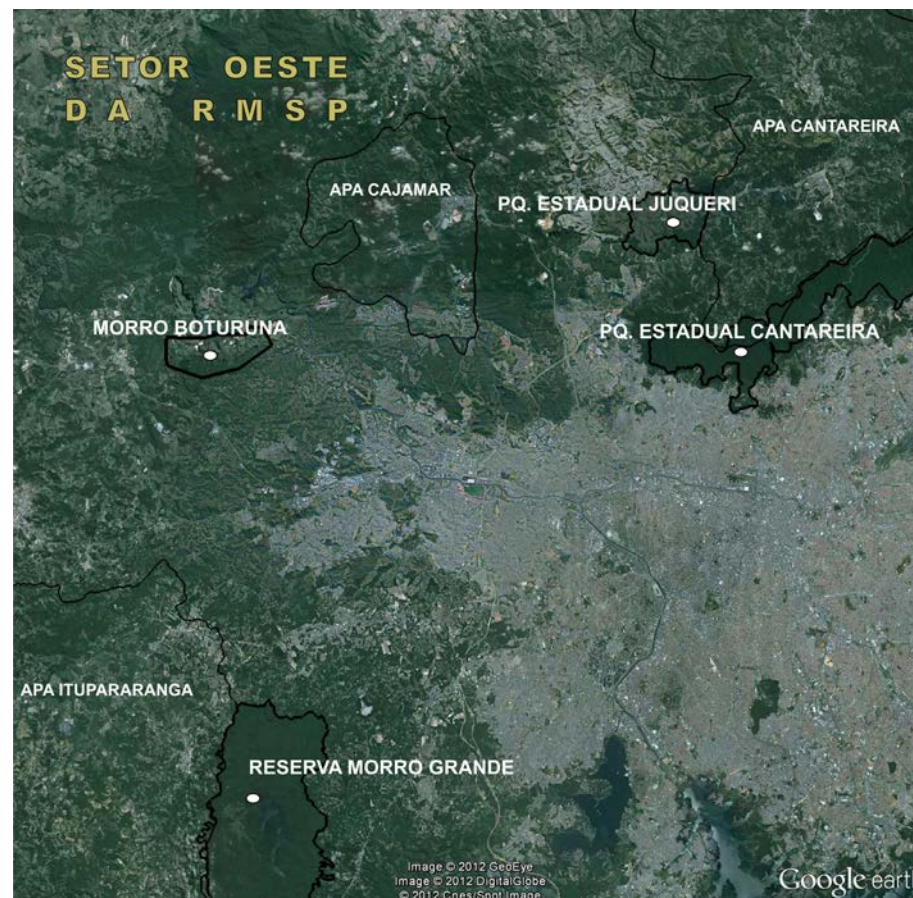 SETOR OESTE
DA RMSP
APA CANTAREIRA
APA CAJAMAR
PQ. ESTADUAL JUQUERI
MORRO BOTURUNA
PQ. ESTADUAL CANTAREIRA
APA ITUPARARANGA
RESERVA MORRO GRANDE
Image © 2012 GeoEye
Image © 2012 DigitalGlobe
© 2012 Cnes/Spot Image
Google earth